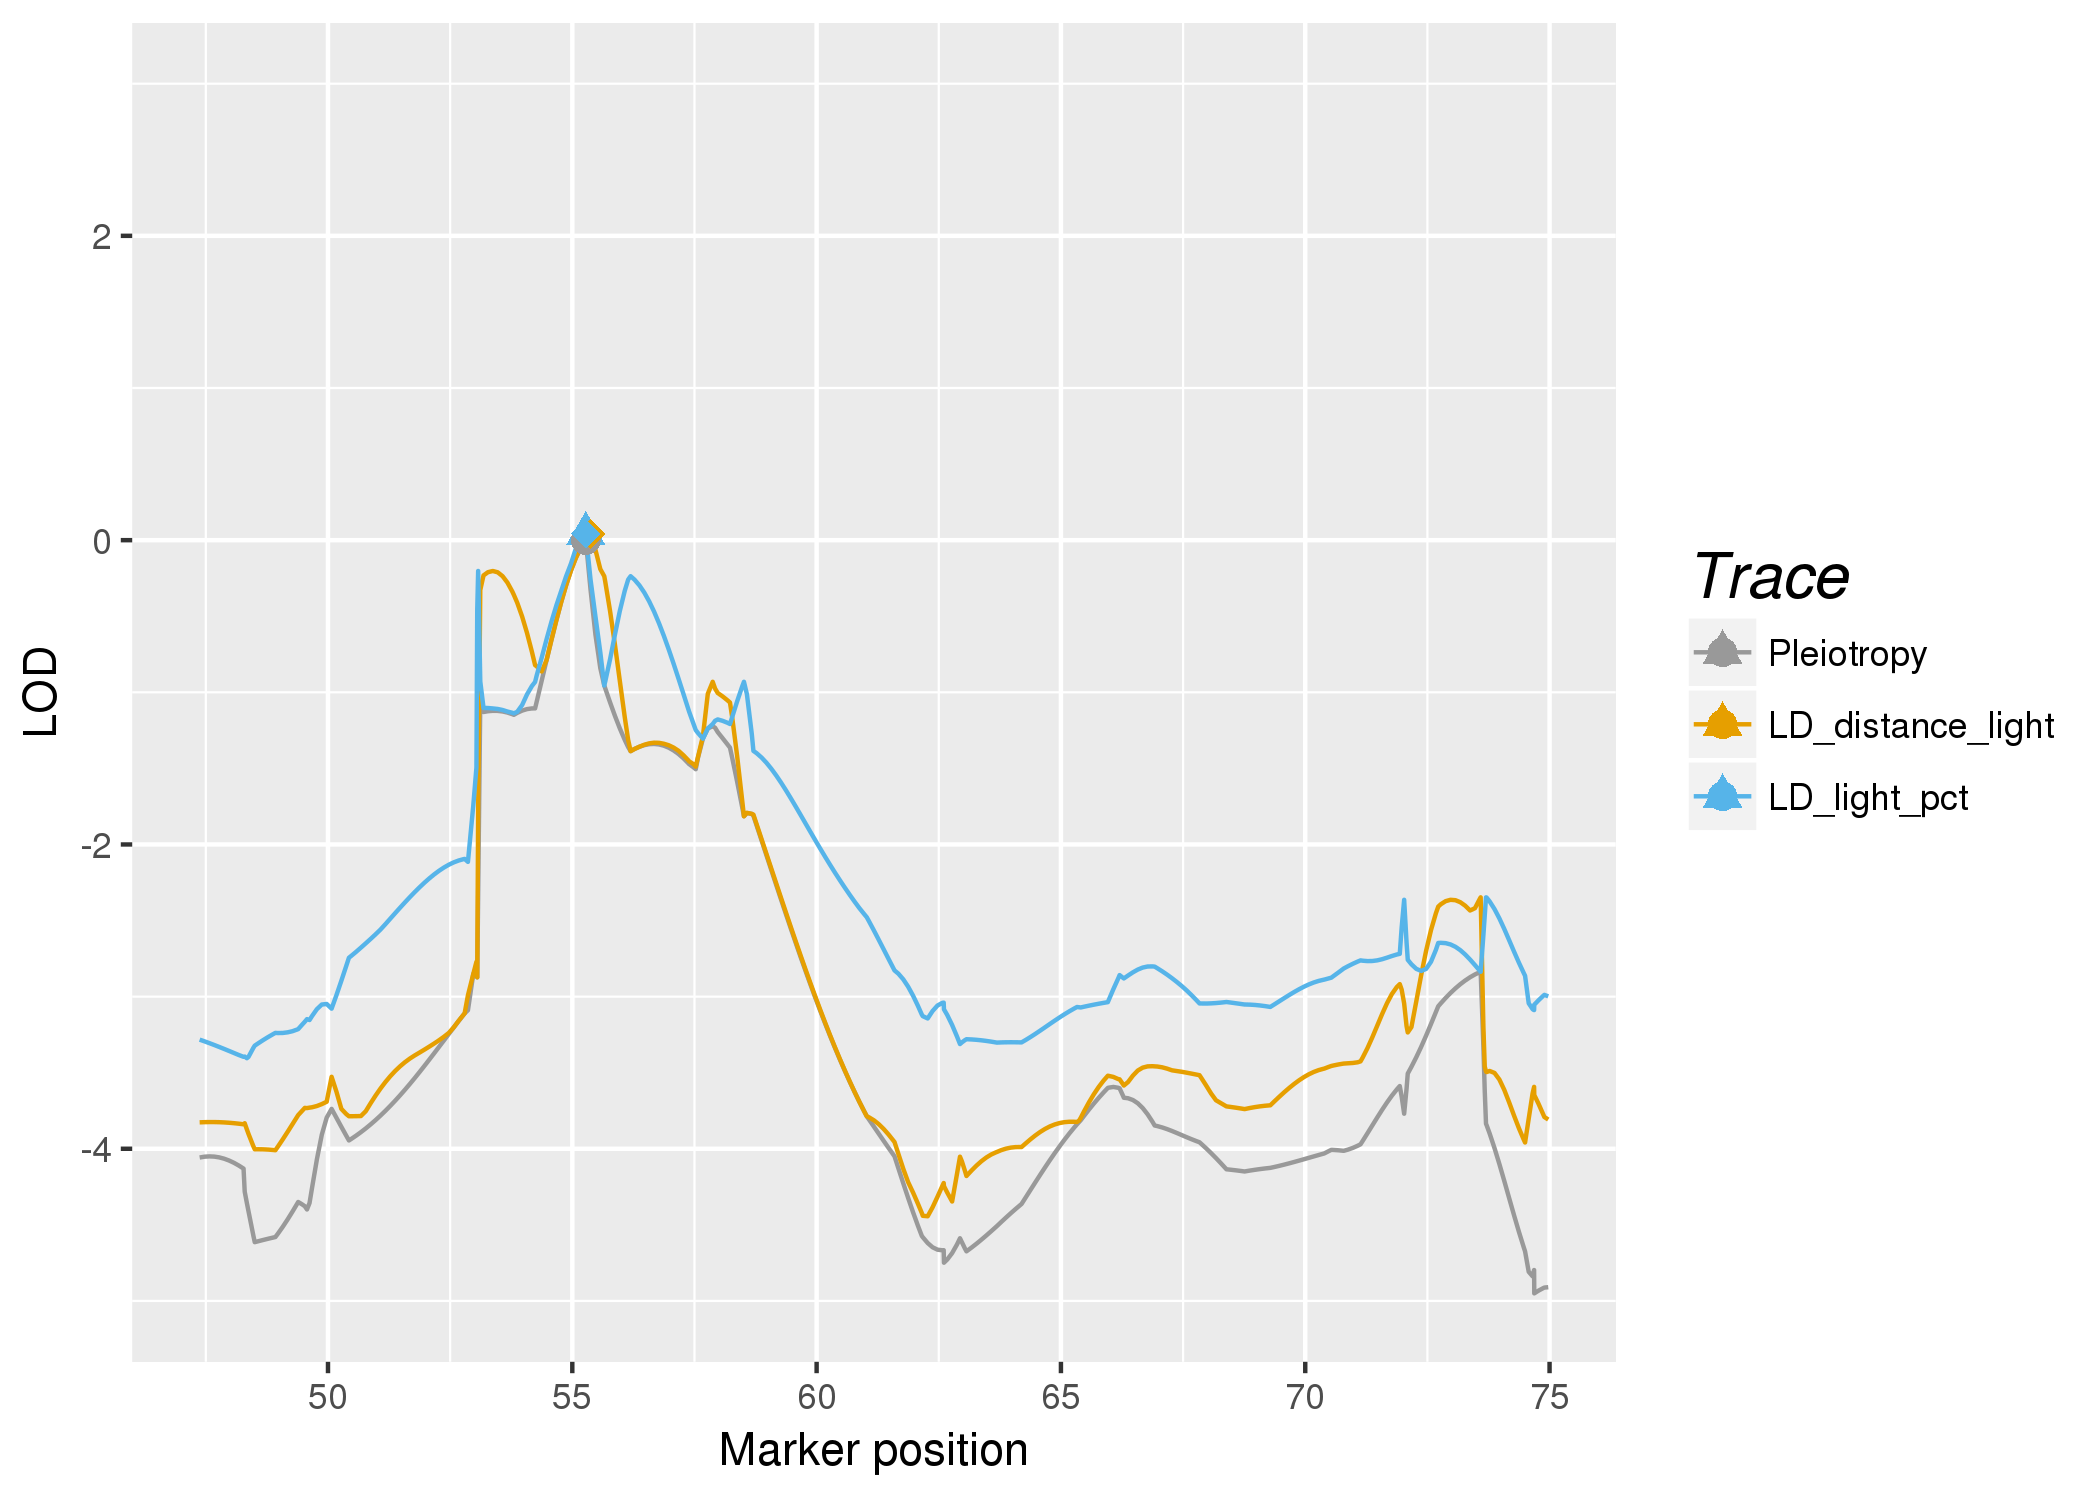 2
0
-2
-4
LOD
50 55 60 65 70 75
Marker position
Trace
Pleiotropy
LD_distance_light
LD_light_pct